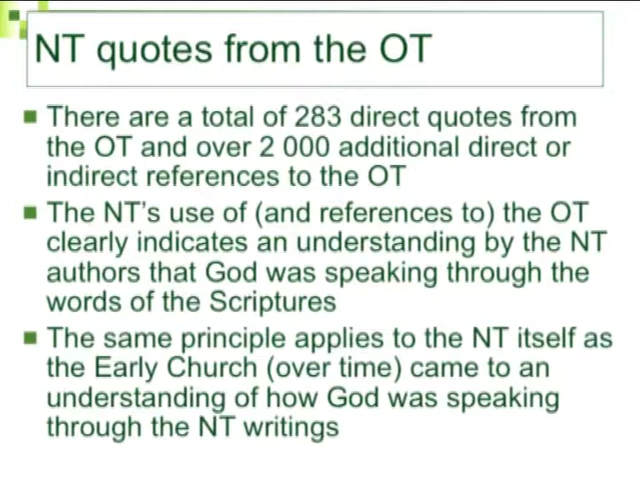 NT quotes from the OT
There are a total of 283 direct quotes from
the OT and over 2 000 additional direct or
indirect references to the OT
The NT's use of (and references to) the OT
clearly indicates an understanding by the NT
authors that God was speaking through the
words of the Scriptures
The same principle applies to the NT itself as
the Early Church (over time) came to an
understanding of how God was speaking
through the NT writings